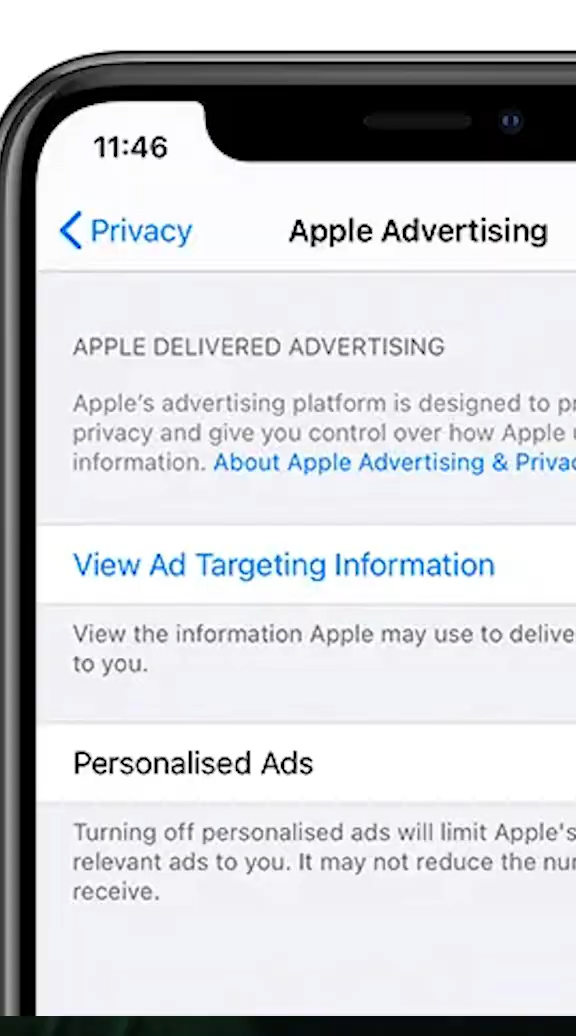 11:46
Privacy
Apple Advertising
APPLE DELIVERED ADVERTISING
Apple's advertising platform is designed to
privacy and give you control over how Apple
information. About Apple Advertising &
View Ad Targeting Information
View the information Apple may use to
to you.
Personalised Ads
Turning off personalised ads will limit Apple's
relevant ads to you. It may not reduce the
receive.